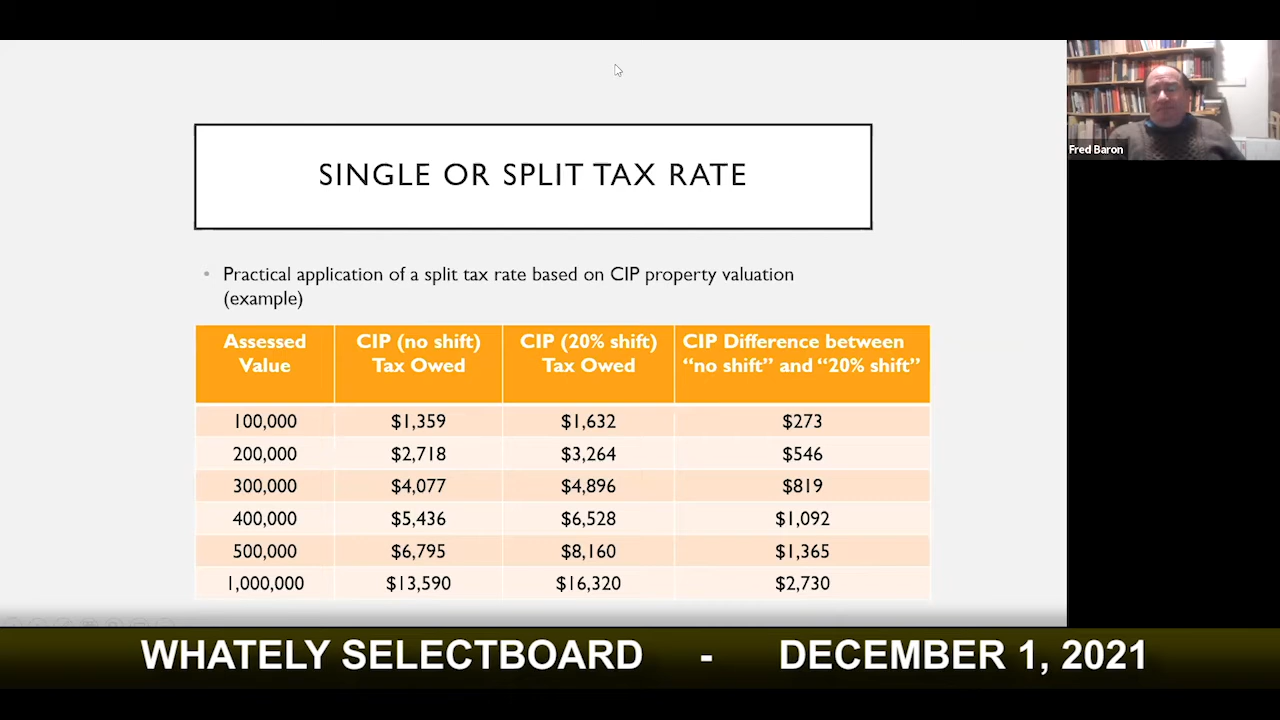 SINGLE OR SPLIT TAX RATE
Fred Baron
• Practical application of a split tax rate based on CIP property valuation
(example)
Assessed Value CIP (no shift) Tax Owed CIP (20% shift) Tax Owed CIP Difference between "no shift" and "20% shift"
100,000 $1,359 $1,632 $273
200,000 $2,718 $3,264 $546
300,000 $4,077 $4,896 $819
400,000 $5,436 $6,528 $1,092
500,000 $6,795 $8,160 $1,365
1,000,000 $13,590 $16,320 $2,730
WHATELY SELECTBOARD - DECEMBER 1, 2021